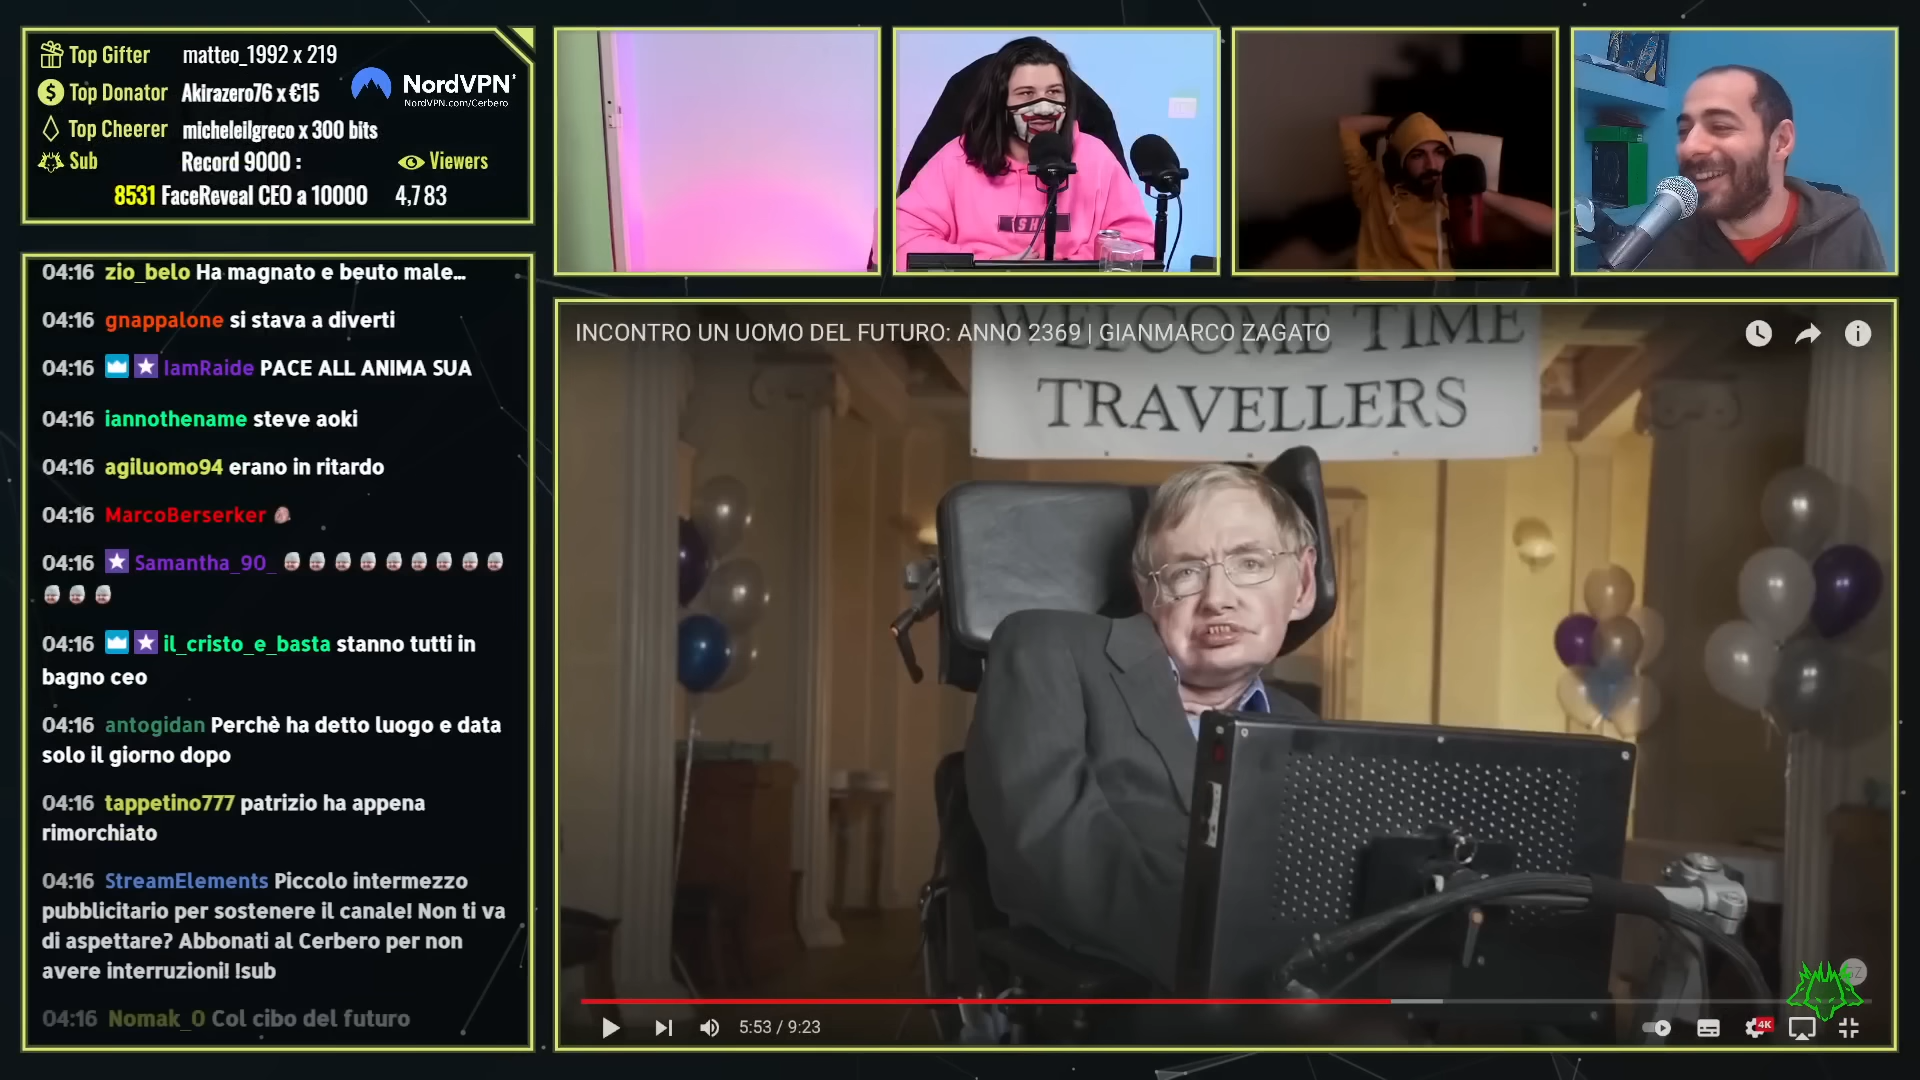 Top Gifter matteo_1992 x 219
Top Donator Akirazero76 x €15
Top Cheerer micheleilgreco x 300 bits
Sub Record 9000 : Viewers
8531 FaceReveal CEO a 10000 4,783
NordVPN
NordVPN.com/Cerbero
04:16 zio_belo Ha magnato e beuto male...
04:16 gnappalone si stava a diverti
04:16 IamRaide PACE ALL ANIMA SUA
04:16 iannothename steve aoki
04:16 agiluomo94 erano in ritardo
04:16 MarcoBerserker
04:16 Samantha_90_
04:16 il_cristo_e_basta stanno tutti in
bagno ceo
04:16 antogidan Perchè ha detto luogo e data
solo il giorno dopo
04:16 tappetino777 patrizio ha appena
rimorchiato
04:16 StreamElements Piccolo intermezzo
pubblicitario per sostenere il canale! Non ti va
di aspettare? Abbonati al Cerbero per non
avere interruzioni! !sub
04:16 Nomak_0 Col cibo del futuro
INCONTRO UN UOMO DEL FUTURO: ANNO 2369 | GIANMARCO ZAGATO
WELCOME TIME
TRAVELLERS
5:53 / 9:23
4K